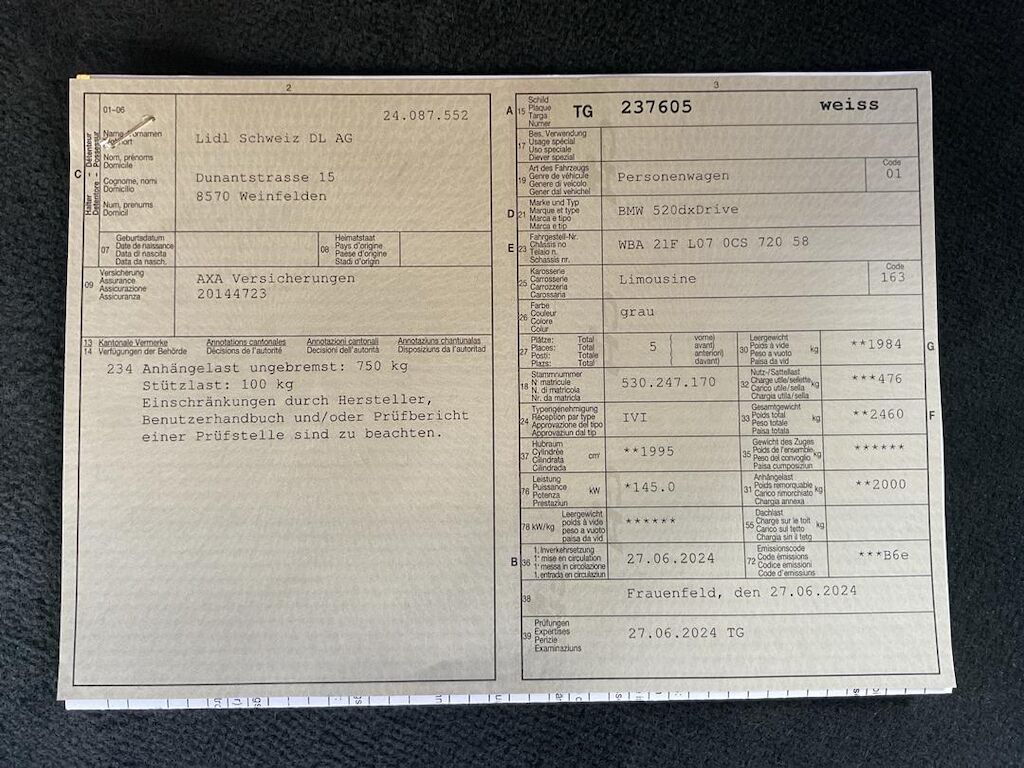 2
01–06
24.087.552
C
Halter - Détenteur
Detentore - Possessur
Name, Vornamen
Lidl Schweiz DL AG
Nom, prénoms
Domicile
Cognome, nomi
Domicilio
Dunantstrasse 15
8570 Weinfelden
Num, prenums
Domicil
07
Geburtsdatum
Date de naissance
Data di nascita
Data da nasch.
08
Heimatstaat
Pays d'origine
Paese d'origine
Stadi d'origin
09
Versicherung
Assurance
Assicurazione
Assicuranza
AXA Versicherungen
20144723
13 Kantonale Vermerke Annotations cantonales Annotazioni cantonali Annotaziuns chantunalas
14 Verfügungen der Behörde Décisions de l'autorité Decisioni dell'autorità Disposiziuns da l'autoritad
234 Anhängelast ungebremst: 750 kg
Stützlast: 100 kg
Einschränkungen durch Hersteller,
Benutzerhandbuch und/oder Prüfbericht
einer Prüfstelle sind zu beachten.
3
A 15
Schild
Plaque
Targa
Numer
TG 237605 weiss
17
Bes. Verwendung
Usage spécial
Uso speciale
Diever spezial
19
Art des Fahrzeugs
Genre de véhicule
Genere di veicolo
Gener dal vehichel
Personenwagen
Code
01
D 21
Marke und Typ
Marque et type
Marca e tipo
Marca e tip
BMW 520dxDrive
E 23
Fahrgestell-Nr.
Châssis no
Telaio n.
Schassis nr.
WBA 21F L07 0CS 720 58
25
Karosserie
Carrosserie
Carrozzeria
Carossaria
Limousine
Code
163
26
Farbe
Couleur
Colore
Colur
grau
27
Plätze: Total
Places: Total
Posti: Totale
Plazs: Total
5
vorne)
avant)
anteriori)
davant)
30
Leergewicht
Poids à vide
Peso a vuoto
Paisa da vid
kg
**1984
G
18
Stammnummer
N. matricule
N. di matricola
Nr. da matricla
530.247.170
32
Nutz-/Sattellast
Charge utile/sellette
Carico utile/sella
Chargia utila/sella
kg
***476
24
Typengenehmigung
Réception par type
Approvazione del tipo
Approvaziun dal tip
IVI
33
Gesamtgewicht
Poids total
Peso totale
Paisa totala
kg
**2460
F
37
Hubraum
Cylindrée
Cilindrata
Cilindrada
cm³
**1995
35
Gewicht des Zuges
Poids de l'ensemble
Peso del convoglio
Paisa cumposiziun
kg
******
76
Leistung
Puissance
Potenza
Prestaziun
kW
*145.0
31
Anhängelast
Poids remorquable
Carico rimorchiato
Chargia annexa
kg
**2000
78 kW/kg
Leergewicht
poids à vide
peso a vuoto
paisa da vid
******
55
Dachlast
Charge sur le toit
Carico sul tetto
Chargia sin il tetg
kg
B 36
1. Inverkehrsetzung
1re mise en circulation
1a messa in circolazione
1. entrada en circulaziun
27.06.2024
72
Emissionscode
Code émissions
Codice emissioni
Code d'emissiuns
***B6e
38
Frauenfeld, den 27.06.2024
39
Prüfungen
Expertises
Perizie
Examinaziuns
27.06.2024 TG